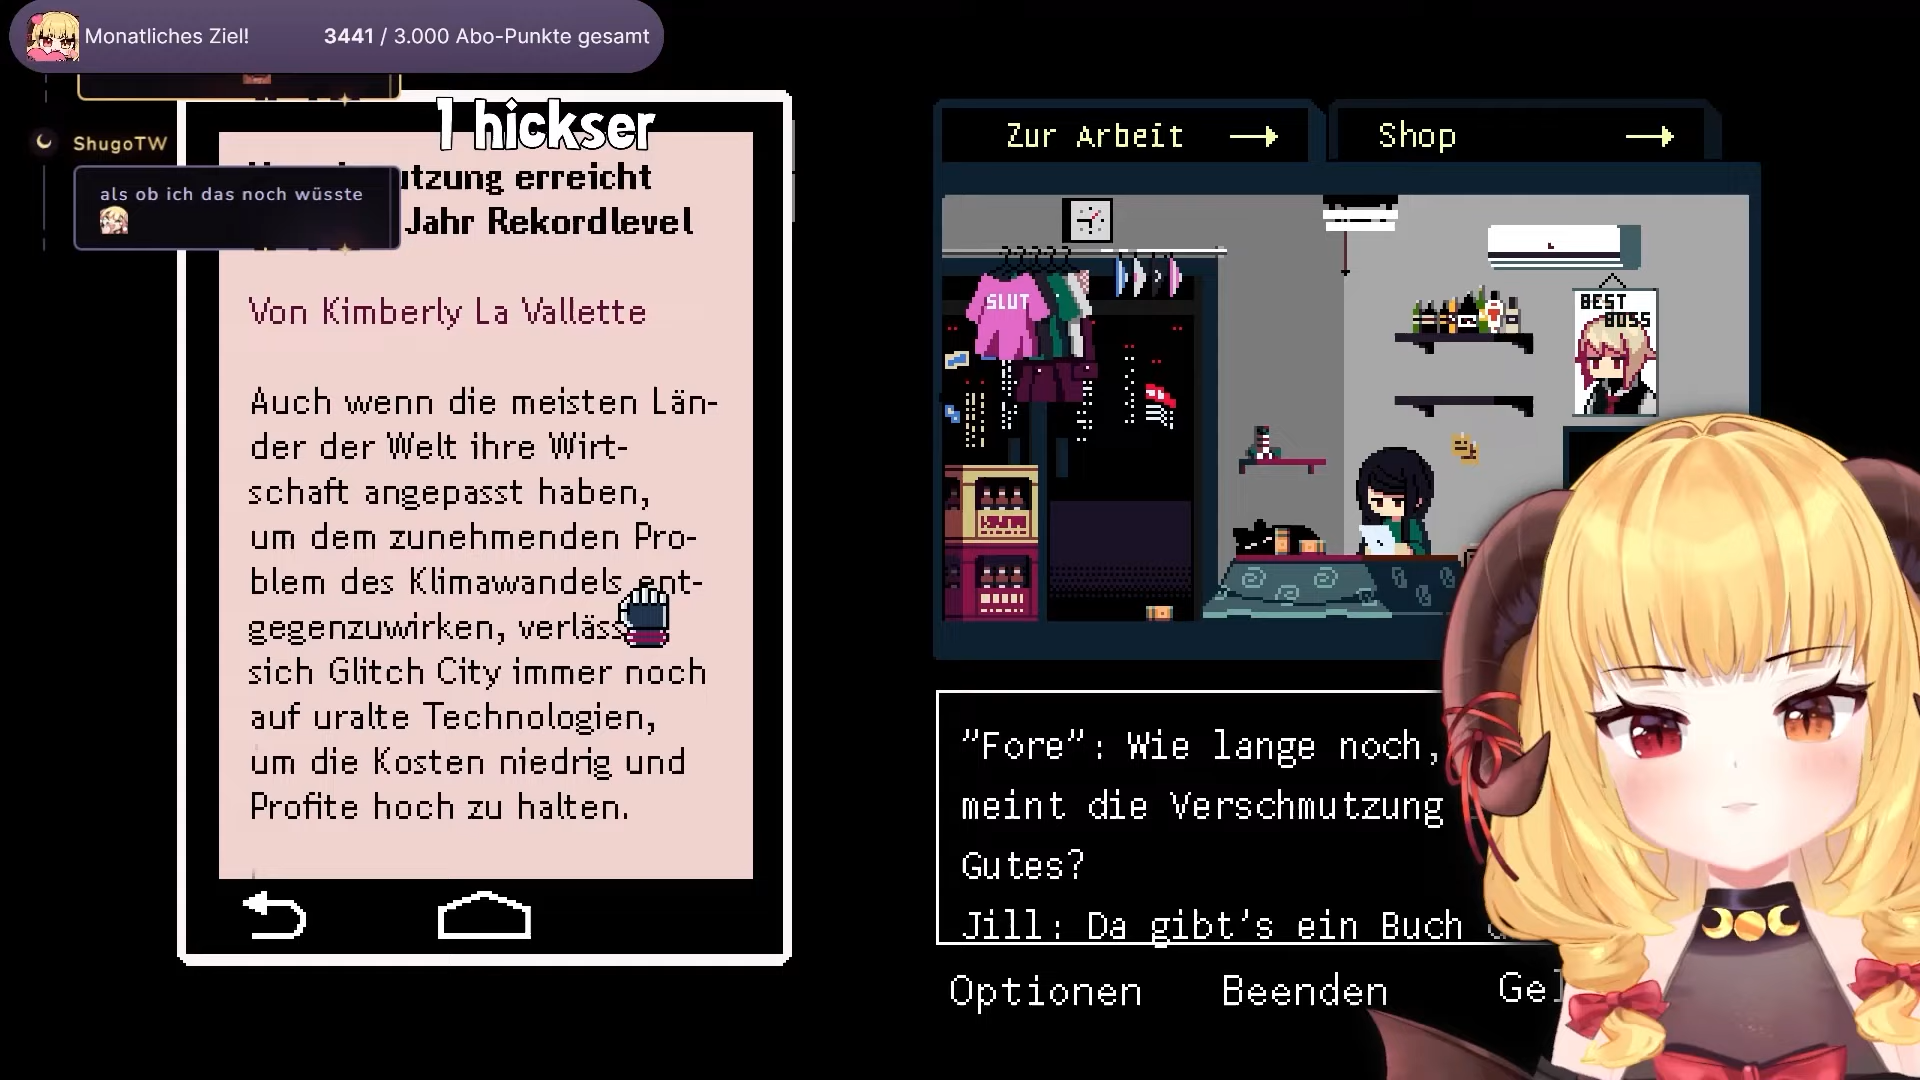 Monatliches Ziel! 3441 / 3.000 Abo-Punkte gesamt
ShugoTW
als ob ich das noch wüsste
1 hickser
utzung erreicht
Jahr Rekordlevel
Von Kimberly La Vallette
Auch wenn die meisten Län-
der der Welt ihre Wirt-
schaft angepasst haben,
um dem zunehmenden Pro-
blem des Klimawandels ent-
gegenzuwirken, verläss
sich Glitch City immer noch
auf uralte Technologien,
um die Kosten niedrig und
Profite hoch zu halten.
Zur Arbeit
Shop
SLUT
BEST
BOSS
"Fore": Wie lange noch,
meint die Verschmutzung
Gutes?
Jill: Da gibt's ein Buch
Optionen Beenden Gel